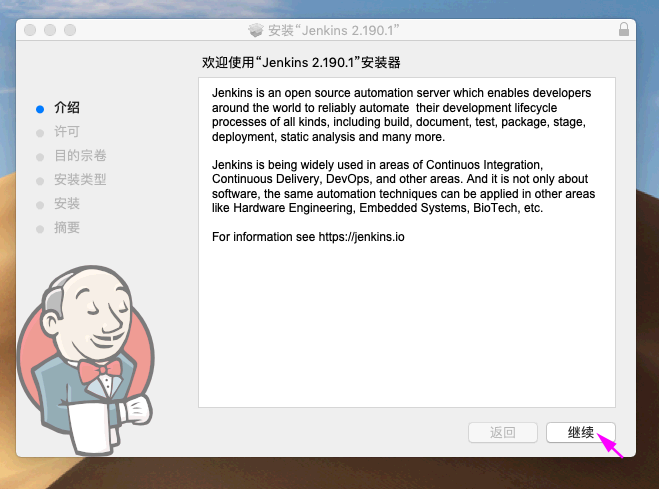 安装“Jenkins 2.190.1”
欢迎使用“Jenkins 2.190.1”安装器
介绍
许可
目的宗卷
安装类型
安装
摘要
Jenkins is an open source automation server which enables developers
around the world to reliably automate  their development lifecycle
processes of all kinds, including build, document, test, package, stage,
deployment, static analysis and many more.
Jenkins is being widely used in areas of Continuos Integration,
Continuous Delivery, DevOps, and other areas. And it is not only about
software, the same automation techniques can be applied in other areas
like Hardware Engineering, Embedded Systems, BioTech, etc.
For information see https://jenkins.io
返回
继续